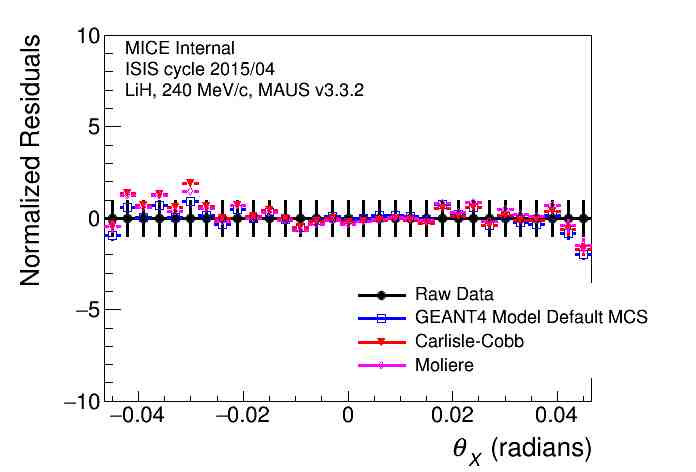 MICE Internal
ISIS cycle 2015/04
LiH, 240 MeV/c, MAUS v3.3.2
Normalized Residuals
10
5
0
−5
−10
Raw Data
GEANT4 Model Default MCS
Carlisle-Cobb
Moliere
−0.04 −0.02 0 0.02 0.04
θX (radians)